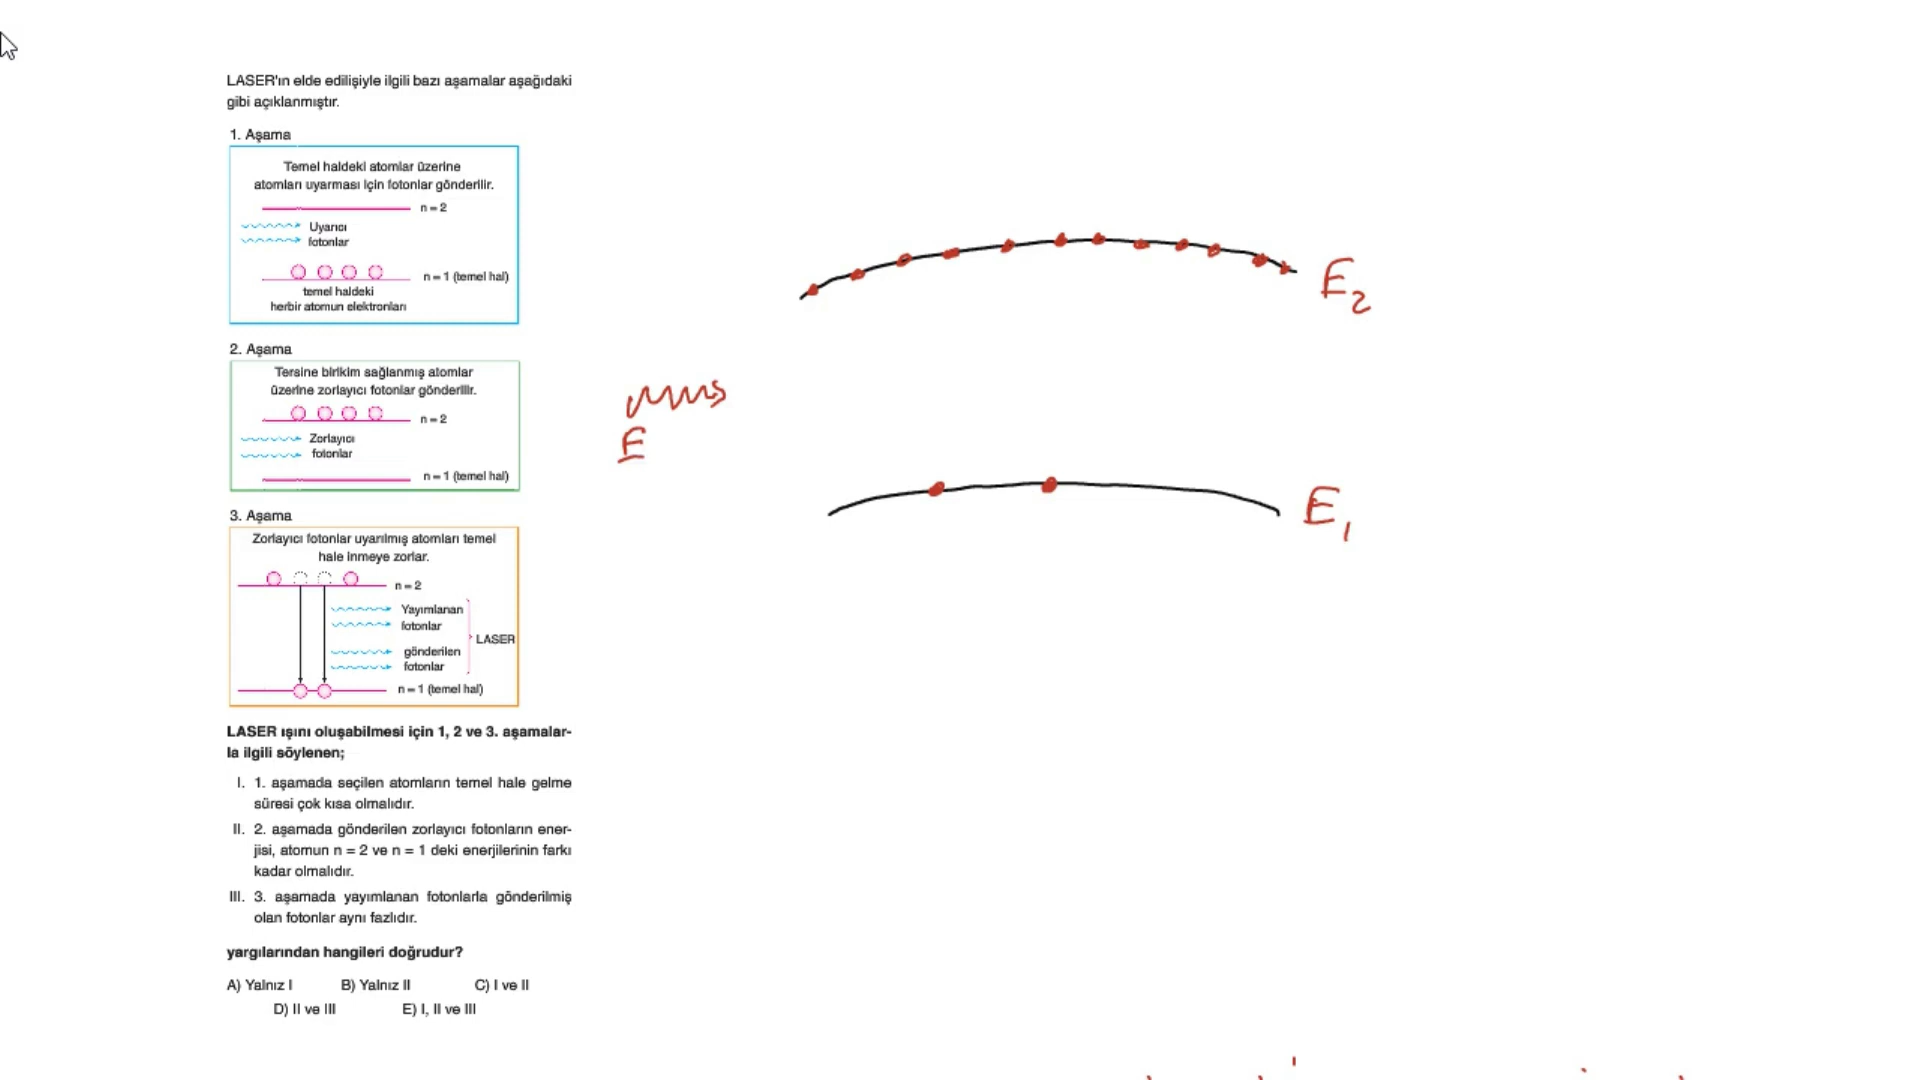 LASER'ın elde edilişiyle ilgili bazı aşamalar aşağıdaki
gibi açıklanmıştır.
1. Aşama
Temel haldeki atomlar üzerine
atomları uyarması için fotonlar gönderilir.
n = 2
Uyarıcı
fotonlar
n = 1 (temel hal)
temel haldeki
herbir atomun elektronları
2. Aşama
Tersine birikim sağlanmış atomlar
üzerine zorlayıcı fotonlar gönderilir.
n = 2
Zorlayıcı
fotonlar
n = 1 (temel hal)
3. Aşama
Zorlayıcı fotonlar uyarılmış atomları temel
hale inmeye zorlar.
n = 2
Yayımlanan
fotonlar
LASER
gönderilen
fotonlar
n = 1 (temel hal)
LASER ışını oluşabilmesi için 1, 2 ve 3. aşamalar-
la ilgili söylenen;
I. 1. aşamada seçilen atomların temel hale gelme
süresi çok kısa olmalıdır.
II. 2. aşamada gönderilen zorlayıcı fotonların ener-
jisi, atomun n = 2 ve n = 1 deki enerjilerinin farkı
kadar olmalıdır.
III. 3. aşamada yayımlanan fotonlarla gönderilmiş
olan fotonlar aynı fazlıdır.
yargılarından hangileri doğrudur?
A) Yalnız I B) Yalnız II C) I ve II
D) II ve III E) I, II ve III
E2
E
E1